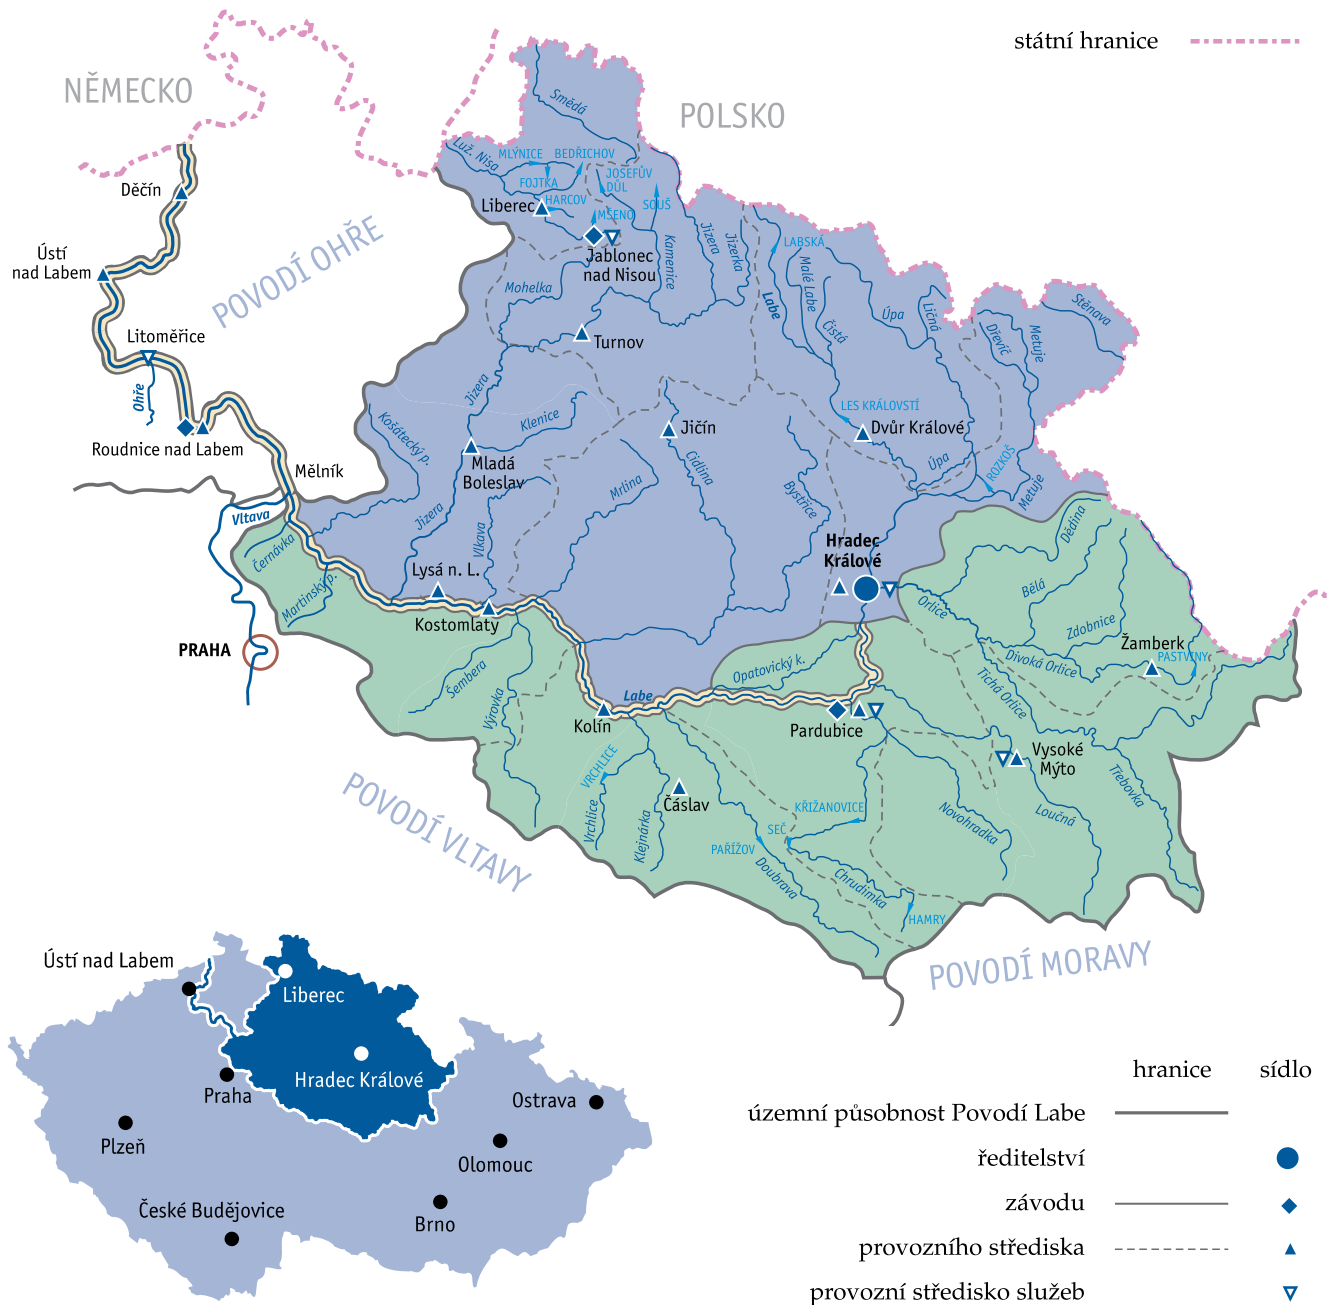 státní hranice
NĚMECKO
POLSKO
Smědá
Luž. Nisa
MLÝNICE
BEDŘICHOV
FOJTKA
JOSEFŮV
DŮL
HARCOV
SOUŠ
MŠENO
Liberec
Děčín
POVODÍ OHŘE
Ústí
nad Labem
Jablonec
nad Nisou
Kamenice
Jizera
Jizerka
LABSKÁ
Malé Labe
Labe
Čistá
Úpa
Ličná
Dřevíč
Metuje
Stěnava
Mohelka
Litoměřice
Turnov
Ohře
Jizera
Košátecký p.
Klenice
LES KRÁLOVSTÍ
Jičín
Dvůr Králové
Roudnice nad Labem
Mladá
Boleslav
Mělník
Cidlina
Mrlina
Bystřice
Úpa
ROZKOŠ
Metuje
Vltava
Jizera
Vlkava
Dědina
Černávka
Martinský p.
Lysá n. L.
Hradec
Králové
Kostomlaty
Orlice
Bělá
Zdobnice
PRAHA
Žamberk
PASTVINY
Divoká Orlice
Šembera
Výrovka
Opatovický k.
Tichá Orlice
Labe
Kolín
Pardubice
Vysoké
Mýto
VRCHLICE
Třebovka
POVODÍ VLTAVY
Čáslav
KŘIŽANOVICE
Vrchlice
Klejnárka
SEČ
PAŘÍŽOV
Novohradka
Loučná
Doubrava
Chrudimka
HAMRY
POVODÍ MORAVY
Ústí nad Labem
Liberec
Hradec Králové
Praha
Ostrava
Plzeň
Olomouc
České Budějovice
Brno
hranice sídlo
územní působnost Povodí Labe
ředitelství
závodu
provozního střediska
provozní středisko služeb